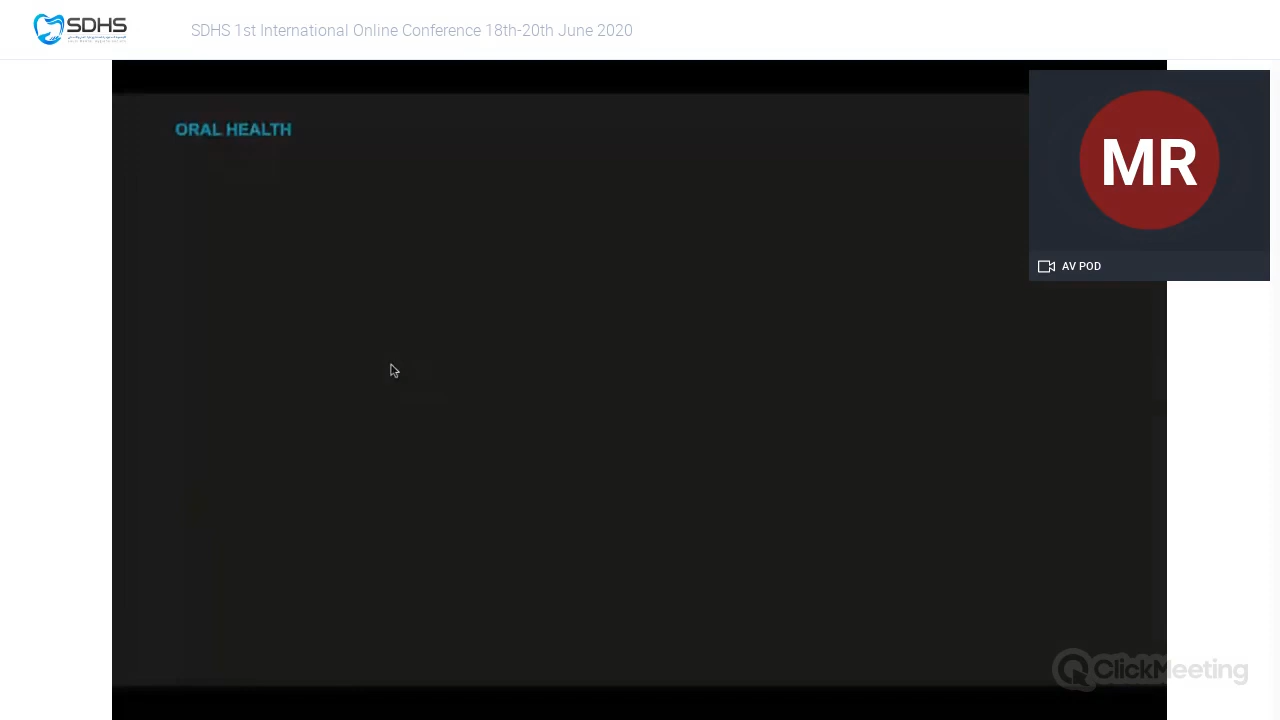 SDHS
SDHS 1st International Online Conference 18th-20th June 2020
ORAL HEALTH
MR
AV POD
ClickMeeting